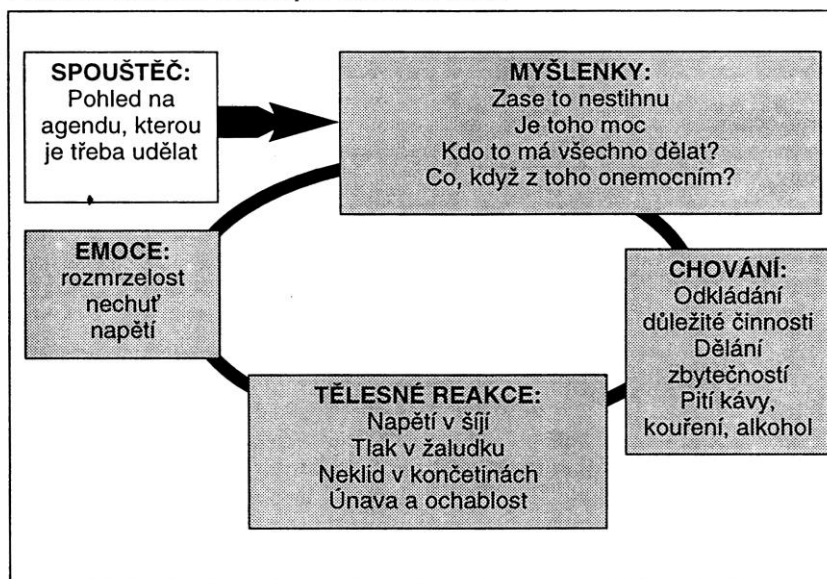 SPOUŠTĚČ:
Pohled na
agendu, kterou
je třeba udělat
MYŠLENKY:
Zase to nestihnu
Je toho moc
Kdo to má všechno dělat?
Co, když z toho onemocním?
CHOVÁNÍ:
Odkládání
důležité činnosti
Dělání
zbytečností
Pití kávy,
kouření, alkohol
TĚLESNÉ REAKCE:
Napětí v šíjí
Tlak v žaludku
Neklid v končetinách
Únava a ochablost
EMOCE:
rozmrzelost
nechuť
napětí